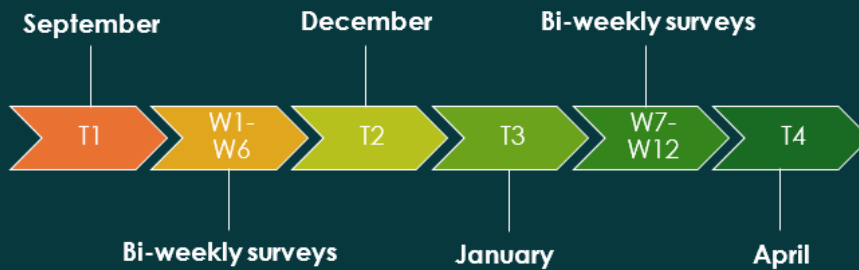 September
December
Bi-weekly surveys
T1
W1-
W6
T2
T3
W7-
W12
T4
Bi-weekly surveys
January
April